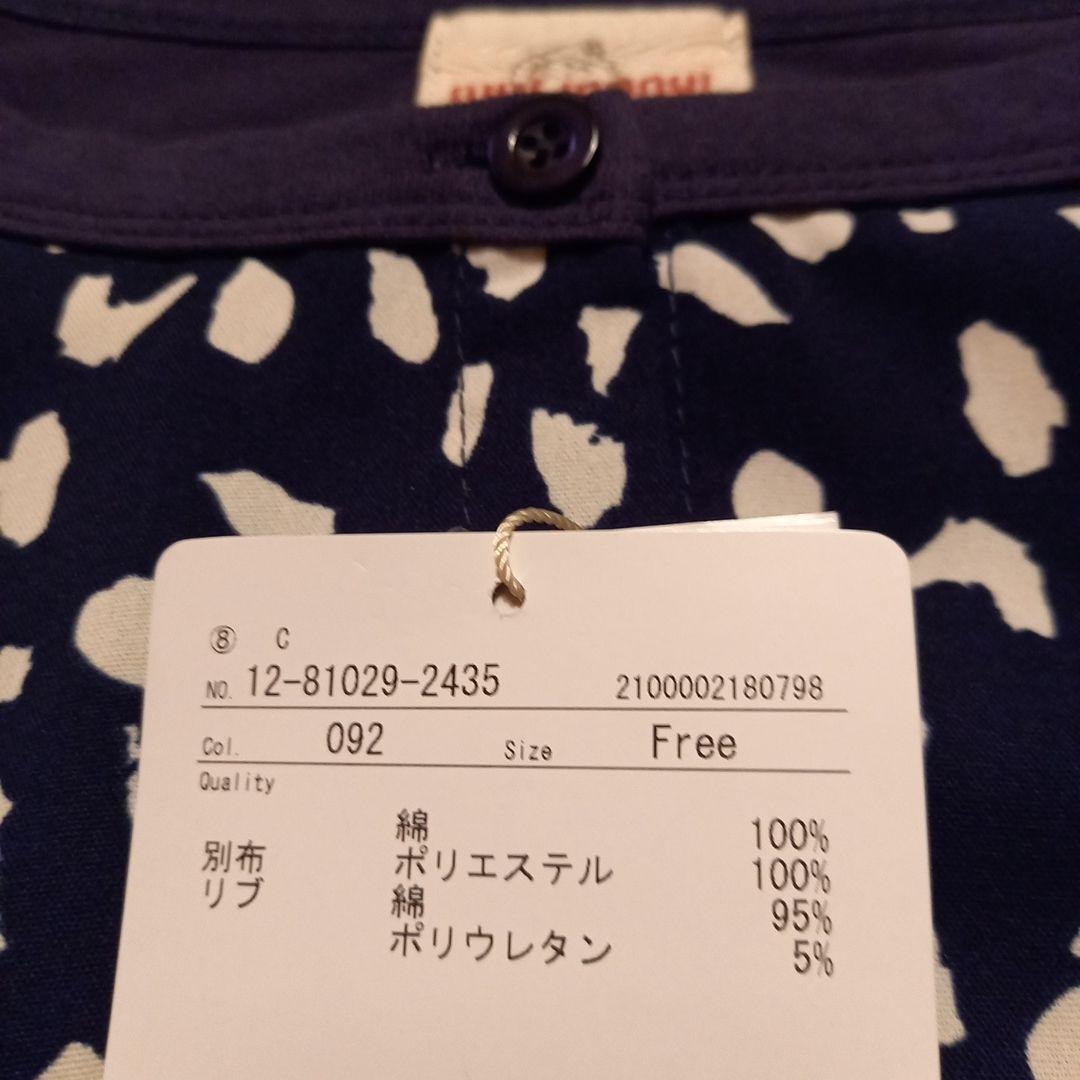 ⑧ C
NO. 12-81029-2435 2100002180798
Col. 092 Size Free
Quality
綿 100%
別布 ポリエステル 100%
リブ 綿 95%
ポリウレタン 5%